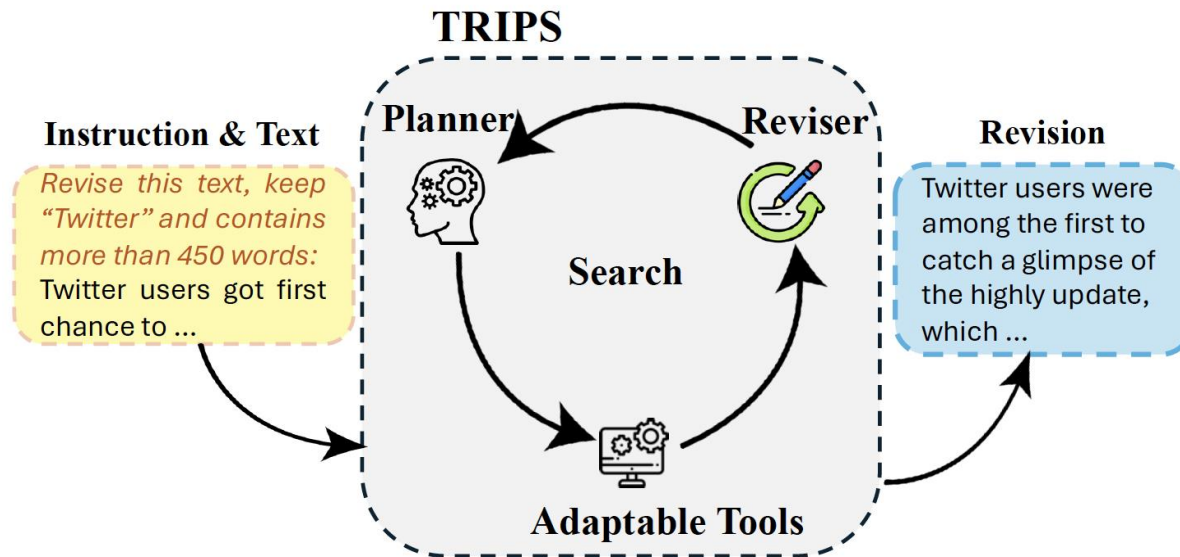 TRIPS
Instruction & Text
Revise this text, keep
“Twitter” and contains
more than 450 words:
Twitter users got first
chance to ...
Planner
Reviser
Search
Adaptable Tools
Revision
Twitter users were
among the first to
catch a glimpse of
the highly update,
which ...